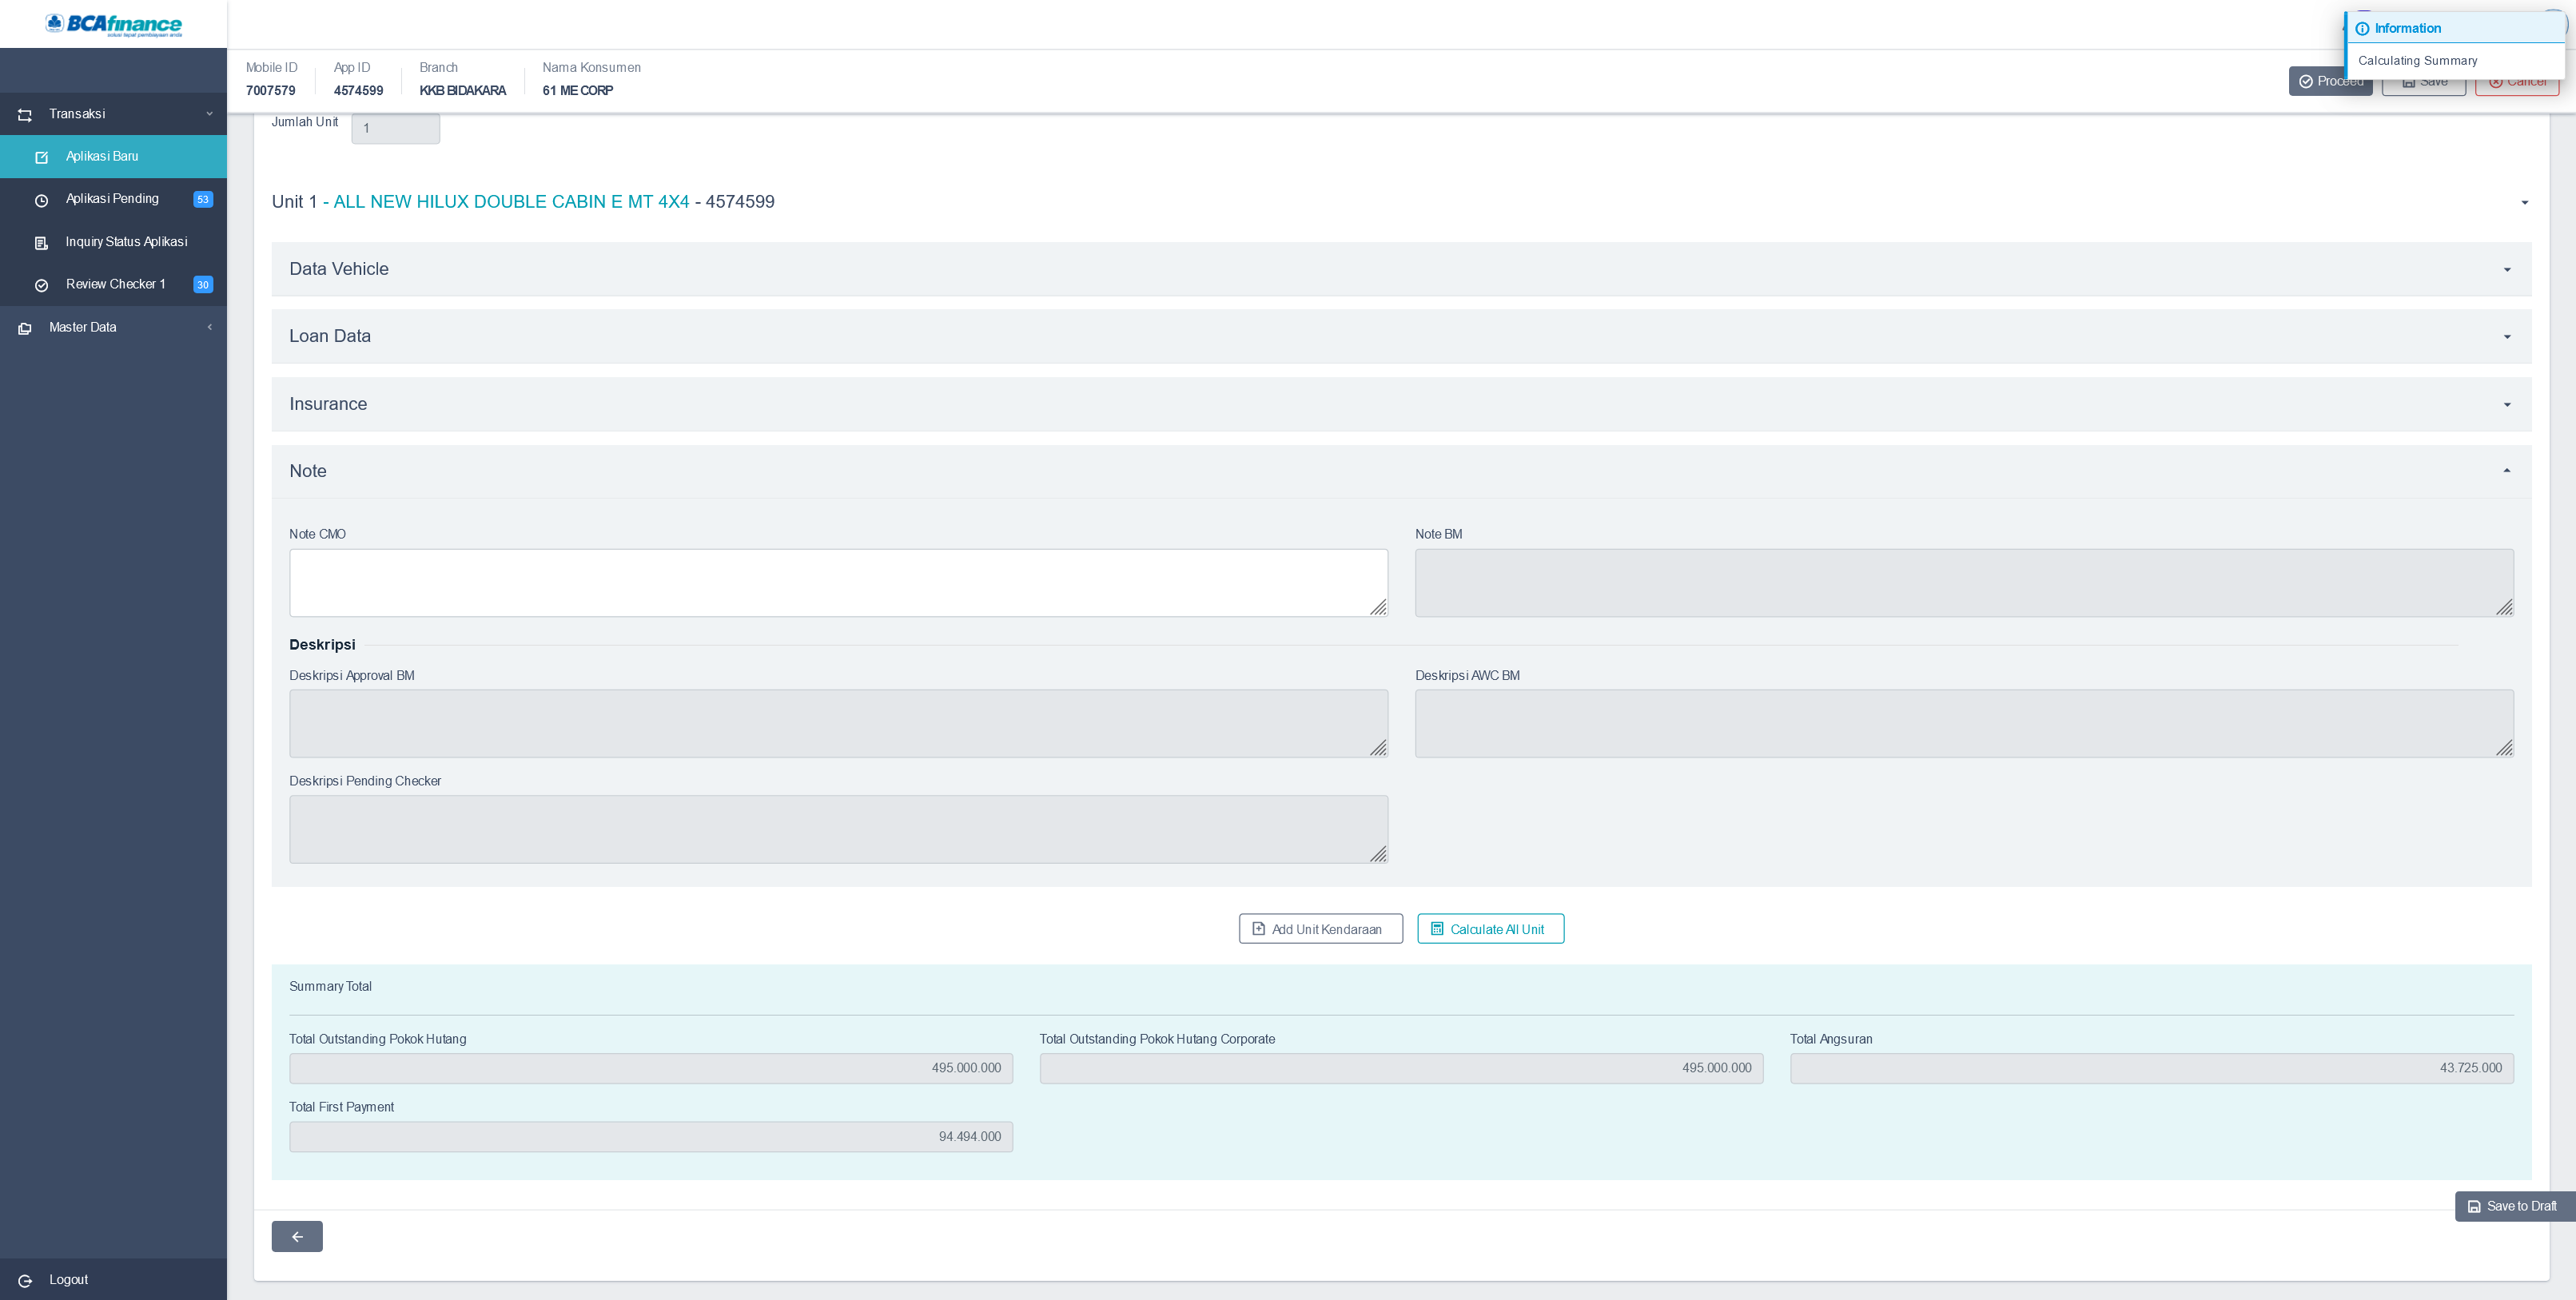 BCAfinance
solusi tepat pembiayaan anda
Information
Calculating Summary
Mobile ID
7007579
App ID
4574599
Branch
KKB BIDAKARA
Nama Konsumen
61 ME CORP
Proceed
Save
Cancel
Transaksi
Aplikasi Baru
Aplikasi Pending 53
Inquiry Status Aplikasi
Review Checker 1 30
Master Data
Logout
Jumlah Unit 1
Unit 1 - ALL NEW HILUX DOUBLE CABIN E MT 4X4 - 4574599
Data Vehicle
Loan Data
Insurance
Note
Note CMO
Note BM
Deskripsi
Deskripsi Approval BM
Deskripsi AWC BM
Deskripsi Pending Checker
Add Unit Kendaraan
Calculate All Unit
Summary Total
Total Outstanding Pokok Hutang
495.000.000
Total Outstanding Pokok Hutang Corporate
495.000.000
Total Angsuran
43.725.000
Total First Payment
94.494.000
Save to Draft